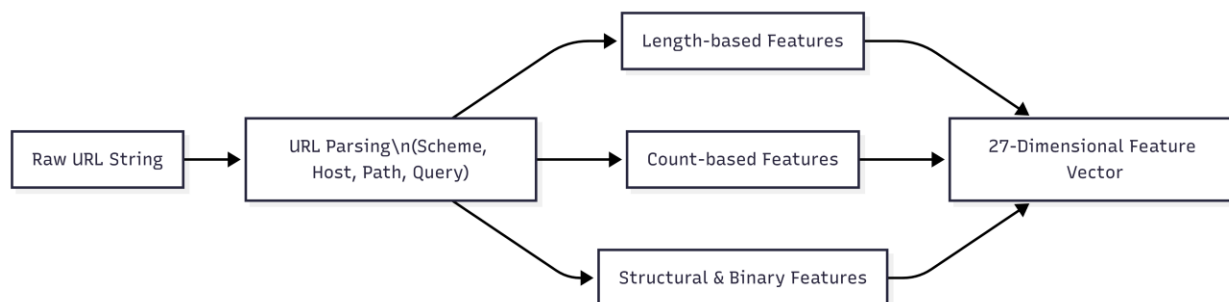 Raw URL String
URL Parsing\n(Scheme,
Host, Path, Query)
Length-based Features
Count-based Features
Structural & Binary Features
27-Dimensional Feature
Vector